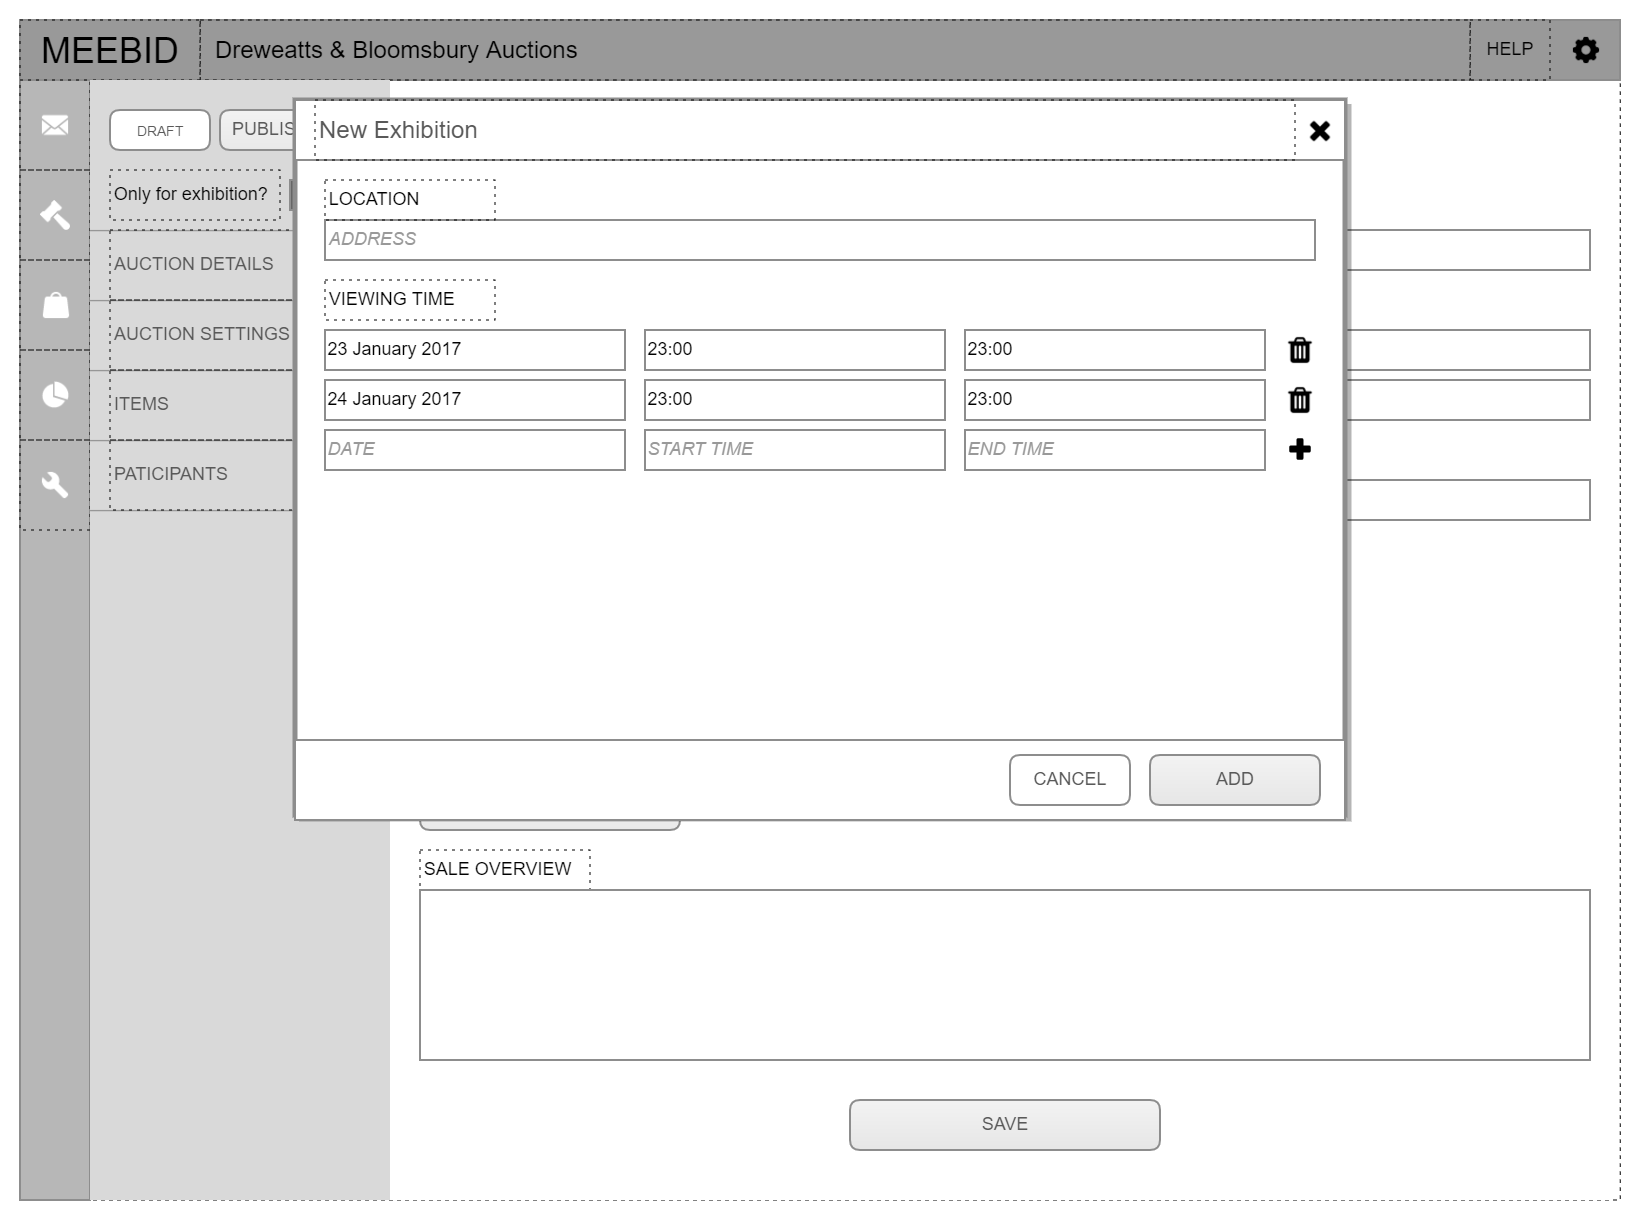 MEEBID
Dreweatts & Bloomsbury Auctions
HELP
DRAFT
PUBLIS
Only for exhibition?
AUCTION DETAILS
AUCTION SETTINGS
ITEMS
PATICIPANTS
New Exhibition
LOCATION
ADDRESS
VIEWING TIME
23 January 2017 23:00 23:00
24 January 2017 23:00 23:00
DATE START TIME END TIME
CANCEL ADD
SALE OVERVIEW
SAVE